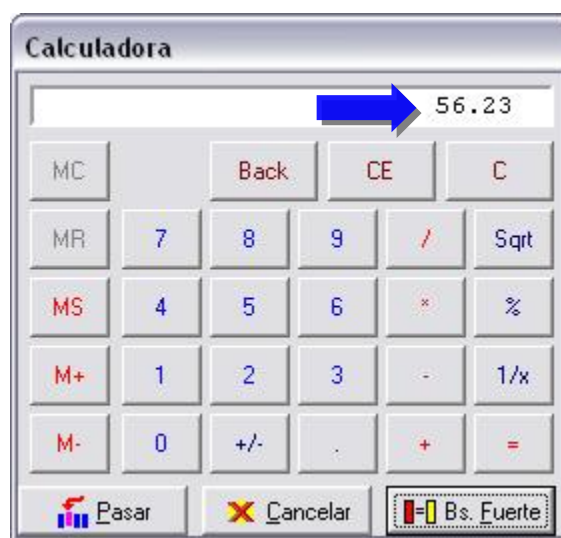 Calculadora
56.23
MC Back CE C
MR 7 8 9 / Sqrt
MS 4 5 6 * %
M+ 1 2 3 - 1/x
M- 0 +/- . + =
Pasar Cancelar Bs. Fuerte